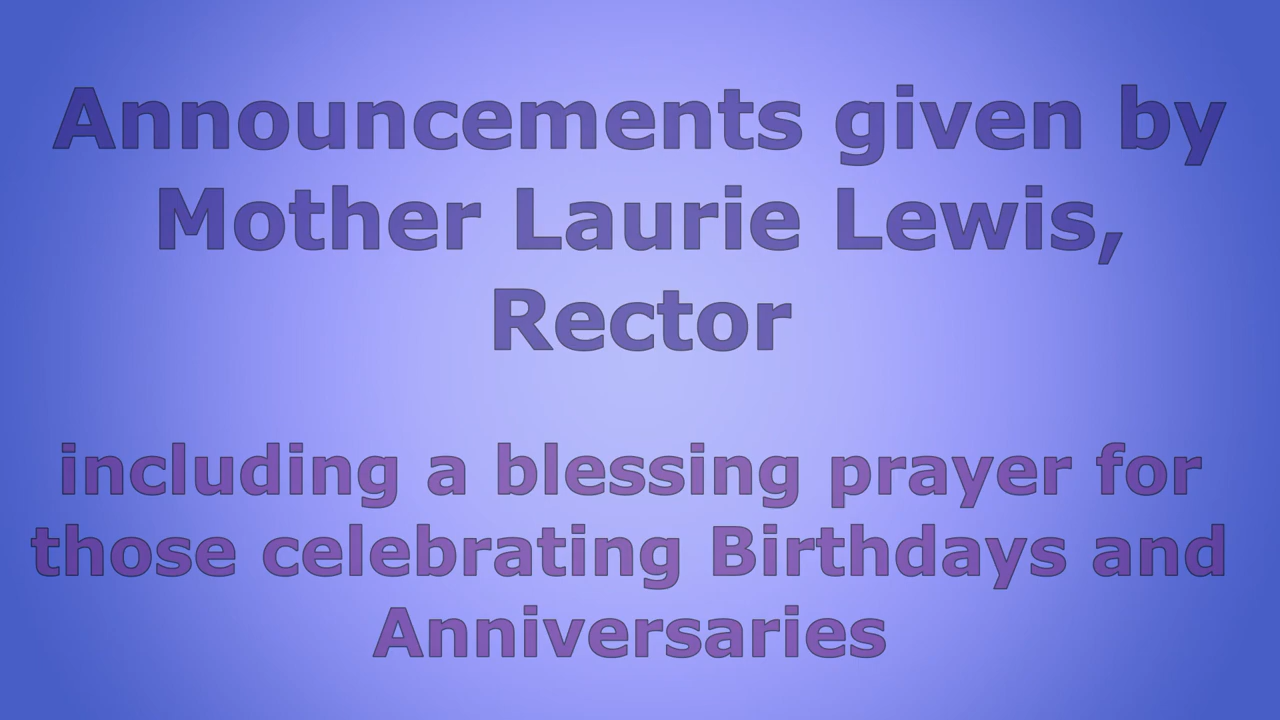 Announcements given by
Mother Laurie Lewis,
Rector
including a blessing prayer for
those celebrating Birthdays and
Anniversaries